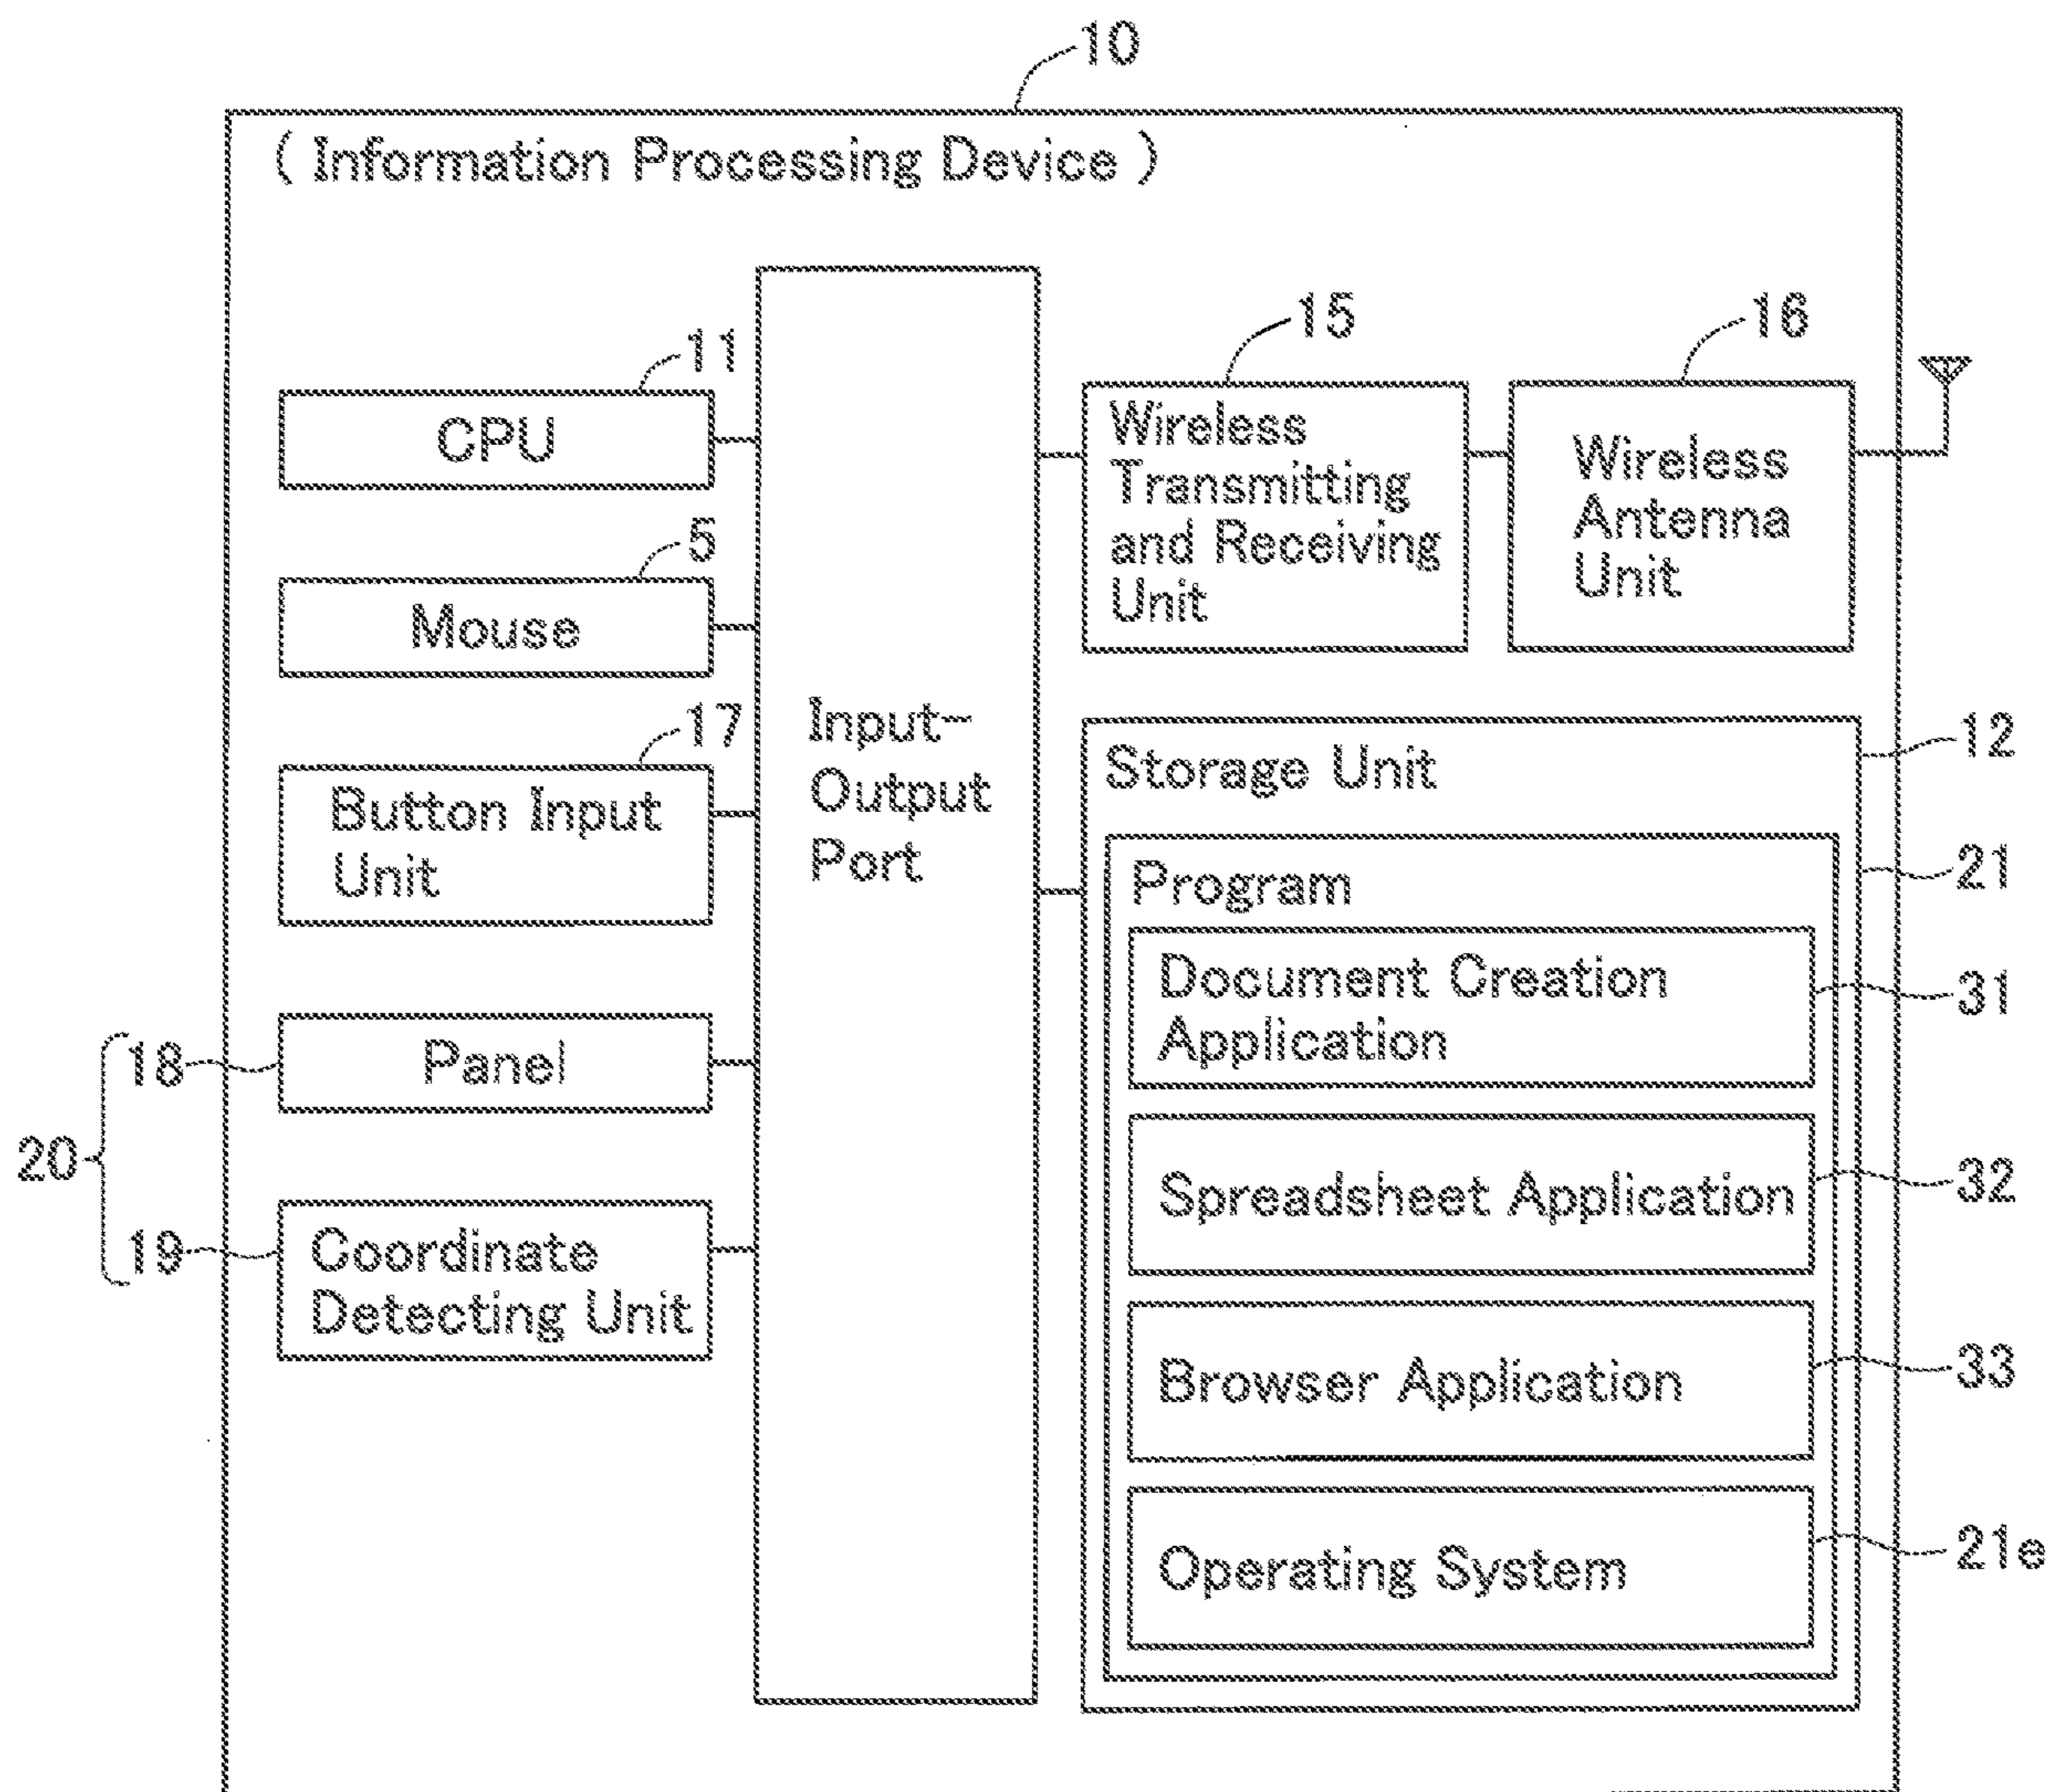 10
( Information Processing Device )
11
CPU
5
Mouse
17
Button Input
Unit
18
Panel
20
19
Coordinate
Detecting Unit
Input-
Output
Port
15
Wireless
Transmitting
and Receiving
Unit
16
Wireless
Antenna
Unit
12
Storage Unit
21
Program
Document Creation
Application
31
Spreadsheet Application
32
Browser Application
33
Operating System
21e